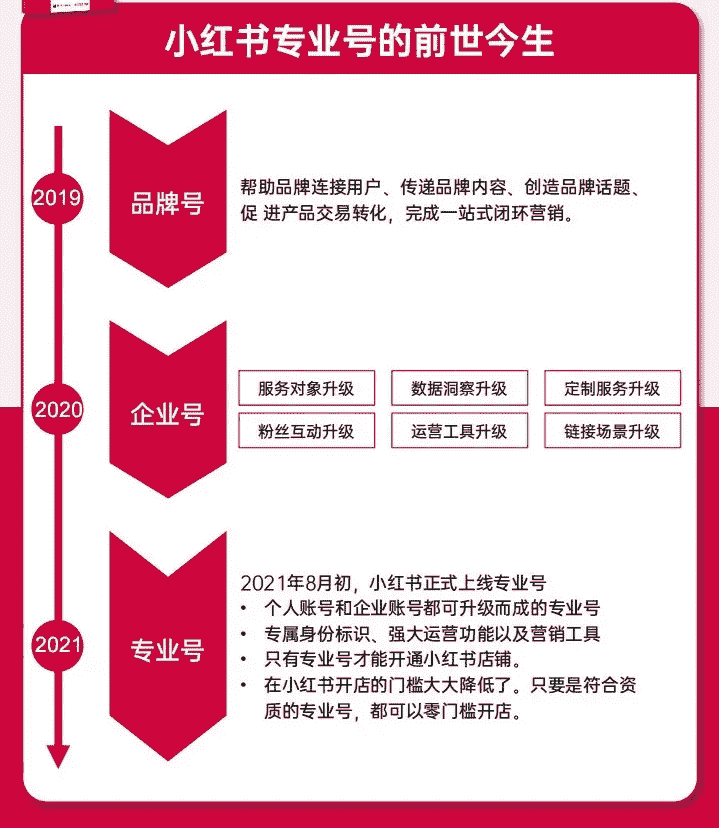 小红书专业号的前世今生
2019
品牌号
帮助品牌连接用户、传递品牌内容、创造品牌话题、
促 进产品交易转化，完成一站式闭环营销。
2020
企业号
服务对象升级
数据洞察升级
定制服务升级
粉丝互动升级
运营工具升级
链接场景升级
2021
专业号
2021年8月初，小红书正式上线专业号
• 个人账号和企业账号都可升级而成的专业号
• 专属身份标识、强大运营功能以及营销工具
• 只有专业号才能开通小红书店铺。
• 在小红书开店的门槛大大降低了。只要是符合资
质的专业号，都可以零门槛开店。